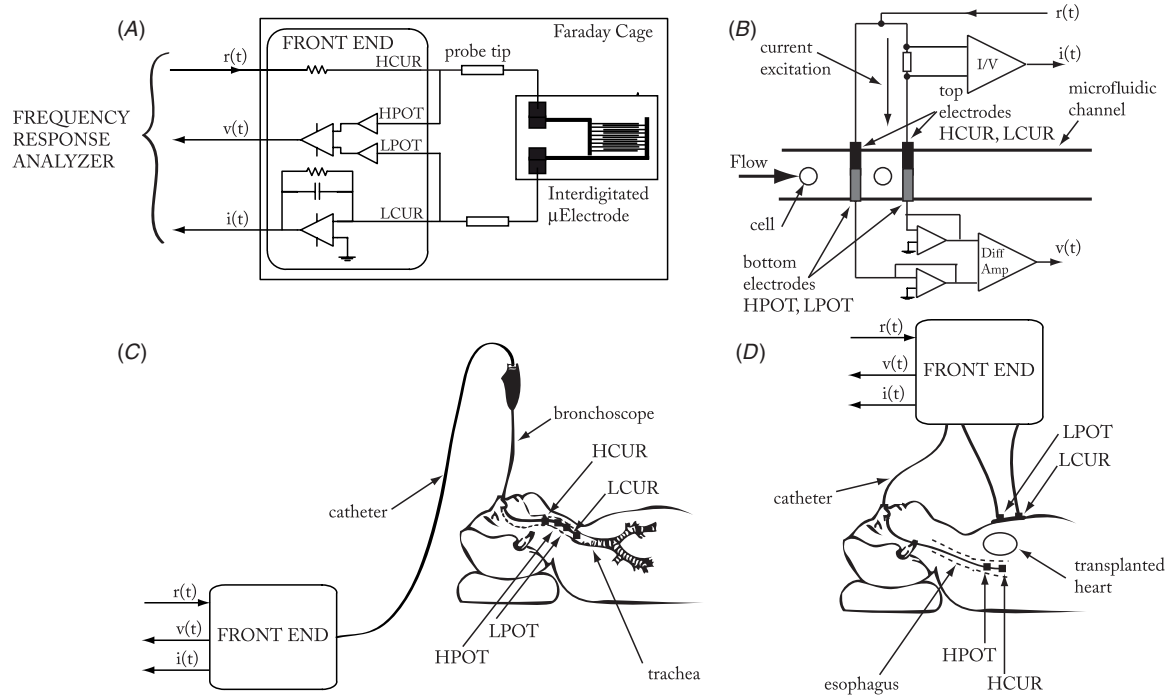 (A)
FRONT END
Faraday Cage
r(t)
HCUR
probe tip
HPOT
v(t)
LPOT
FREQUENCY
RESPONSE
ANALYZER
i(t)
LCUR
Interdigitated
μElectrode
(B)
r(t)
current
excitation
I/V
i(t)
top
electrodes
HCUR, LCUR
microfluidic
channel
Flow
cell
bottom
electrodes
HPOT, LPOT
Diff
Amp
v(t)
(C)
bronchoscope
HCUR
LCUR
catheter
r(t)
v(t)
i(t)
FRONT END
LPOT
HPOT
trachea
(D)
r(t)
v(t)
i(t)
FRONT END
LPOT
LCUR
catheter
transplanted
heart
HPOT
HCUR
esophagus